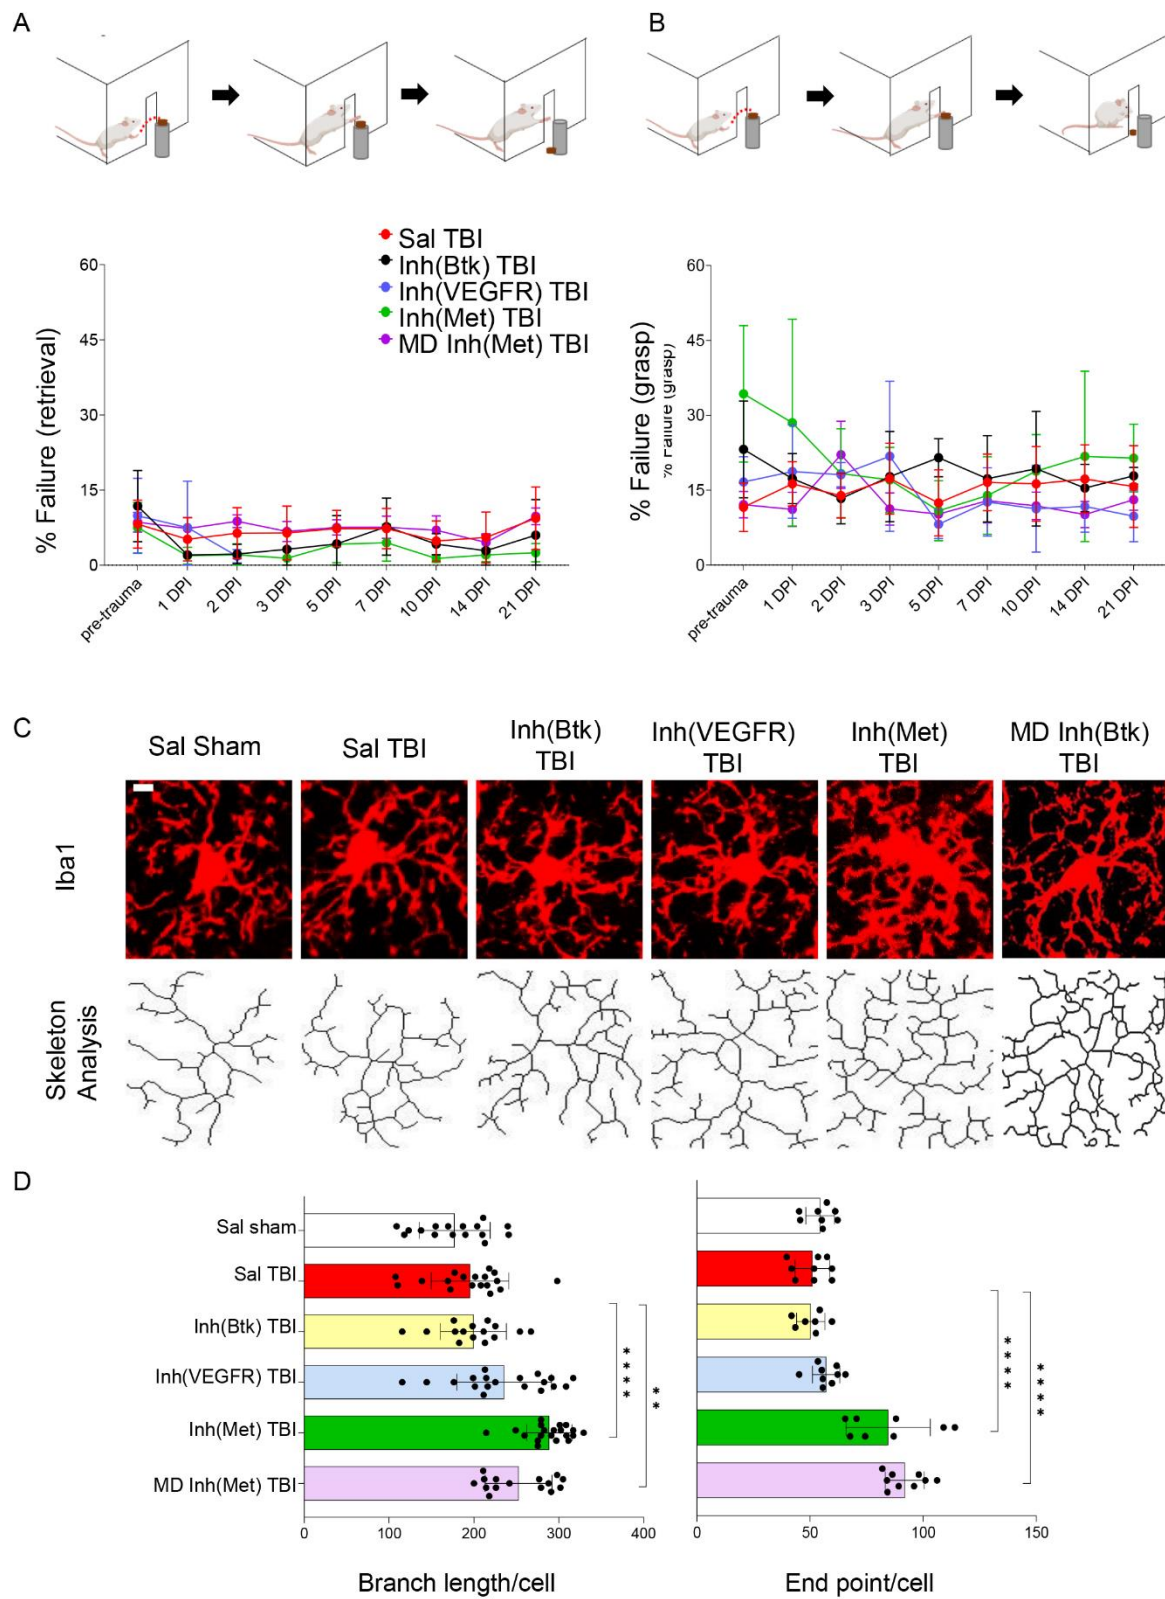 A
B
Sal TBI
Inh(Btk) TBI
Inh(VEGFR) TBI
Inh(Met) TBI
MD Inh(Met) TBI
% Failure (retrieval)
60
45
30
15
0
pre-trauma
1 DPI
2 DPI
3 DPI
5 DPI
7 DPI
10 DPI
14 DPI
21 DPI
% Failure (grasp)
% Failure (grasp)
60
45
30
15
0
pre-trauma
1 DPI
2 DPI
3 DPI
5 DPI
7 DPI
10 DPI
14 DPI
21 DPI
C
Sal Sham
Sal TBI
Inh(Btk)
TBI
Inh(VEGFR)
TBI
Inh(Met)
TBI
MD Inh(Btk)
TBI
Iba1
Skeleton
Analysis
D
Sal sham
Sal TBI
Inh(Btk) TBI
Inh(VEGFR) TBI
Inh(Met) TBI
MD Inh(Met) TBI
****
**
0
100
200
300
400
Branch length/cell
****
****
0
50
100
150
End point/cell